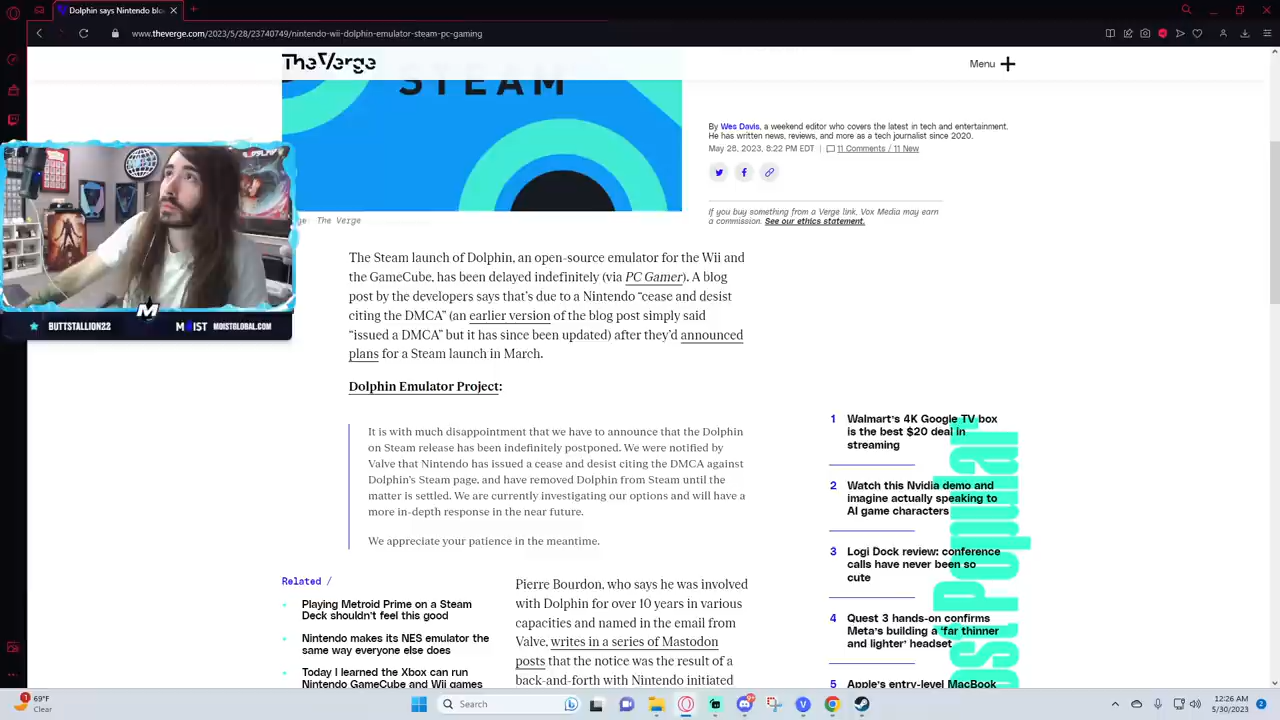 Dolphin says Nintendo bloc
www.theverge.com/2023/5/28/23740749/nintendo-wii-dolphin-emulator-steam-pc-gaming
TheVerge
Menu
STEAM
By Wes Davis, a weekend editor who covers the latest in tech and entertainment.
He has written news, reviews, and more as a tech journalist since 2020.
May 28, 2023, 8:22 PM EDT | 11 Comments / 11 New
If you buy something from a Verge link, Vox Media may earn
a commission. See our ethics statement.
ge: The Verge
The Steam launch of Dolphin, an open-source emulator for the Wii and
the GameCube, has been delayed indefinitely (via PC Gamer). A blog
post by the developers says that's due to a Nintendo “cease and desist
citing the DMCA” (an earlier version of the blog post simply said
“issued a DMCA” but it has since been updated) after they'd announced
plans for a Steam launch in March.
Dolphin Emulator Project:
It is with much disappointment that we have to announce that the Dolphin
on Steam release has been indefinitely postponed. We were notified by
Valve that Nintendo has issued a cease and desist citing the DMCA against
Dolphin's Steam page, and have removed Dolphin from Steam until the
matter is settled. We are currently investigating our options and will have a
more in-depth response in the near future.
We appreciate your patience in the meantime.
Related /
Playing Metroid Prime on a Steam
Deck shouldn't feel this good
Nintendo makes its NES emulator the
same way everyone else does
Today I learned the Xbox can run
Nintendo GameCube and Wii games
Pierre Bourdon, who says he was involved
with Dolphin for over 10 years in various
capacities and named in the email from
Valve, writes in a series of Mastodon
posts that the notice was the result of a
back-and-forth with Nintendo initiated
Most Popular
1 Walmart's 4K Google TV box
is the best $20 deal in
streaming
2 Watch this Nvidia demo and
imagine actually speaking to
AI game characters
3 Logi Dock review: conference
calls have never been so
cute
4 Quest 3 hands-on confirms
Meta's building a 'far thinner
and lighter' headset
5 Apple's entry-level MacBook
BUTTSTALLION22
MOIST MOISTGLOBAL.COM
69°F
Clear
Search
9+
12:26 AM
5/30/2023
2